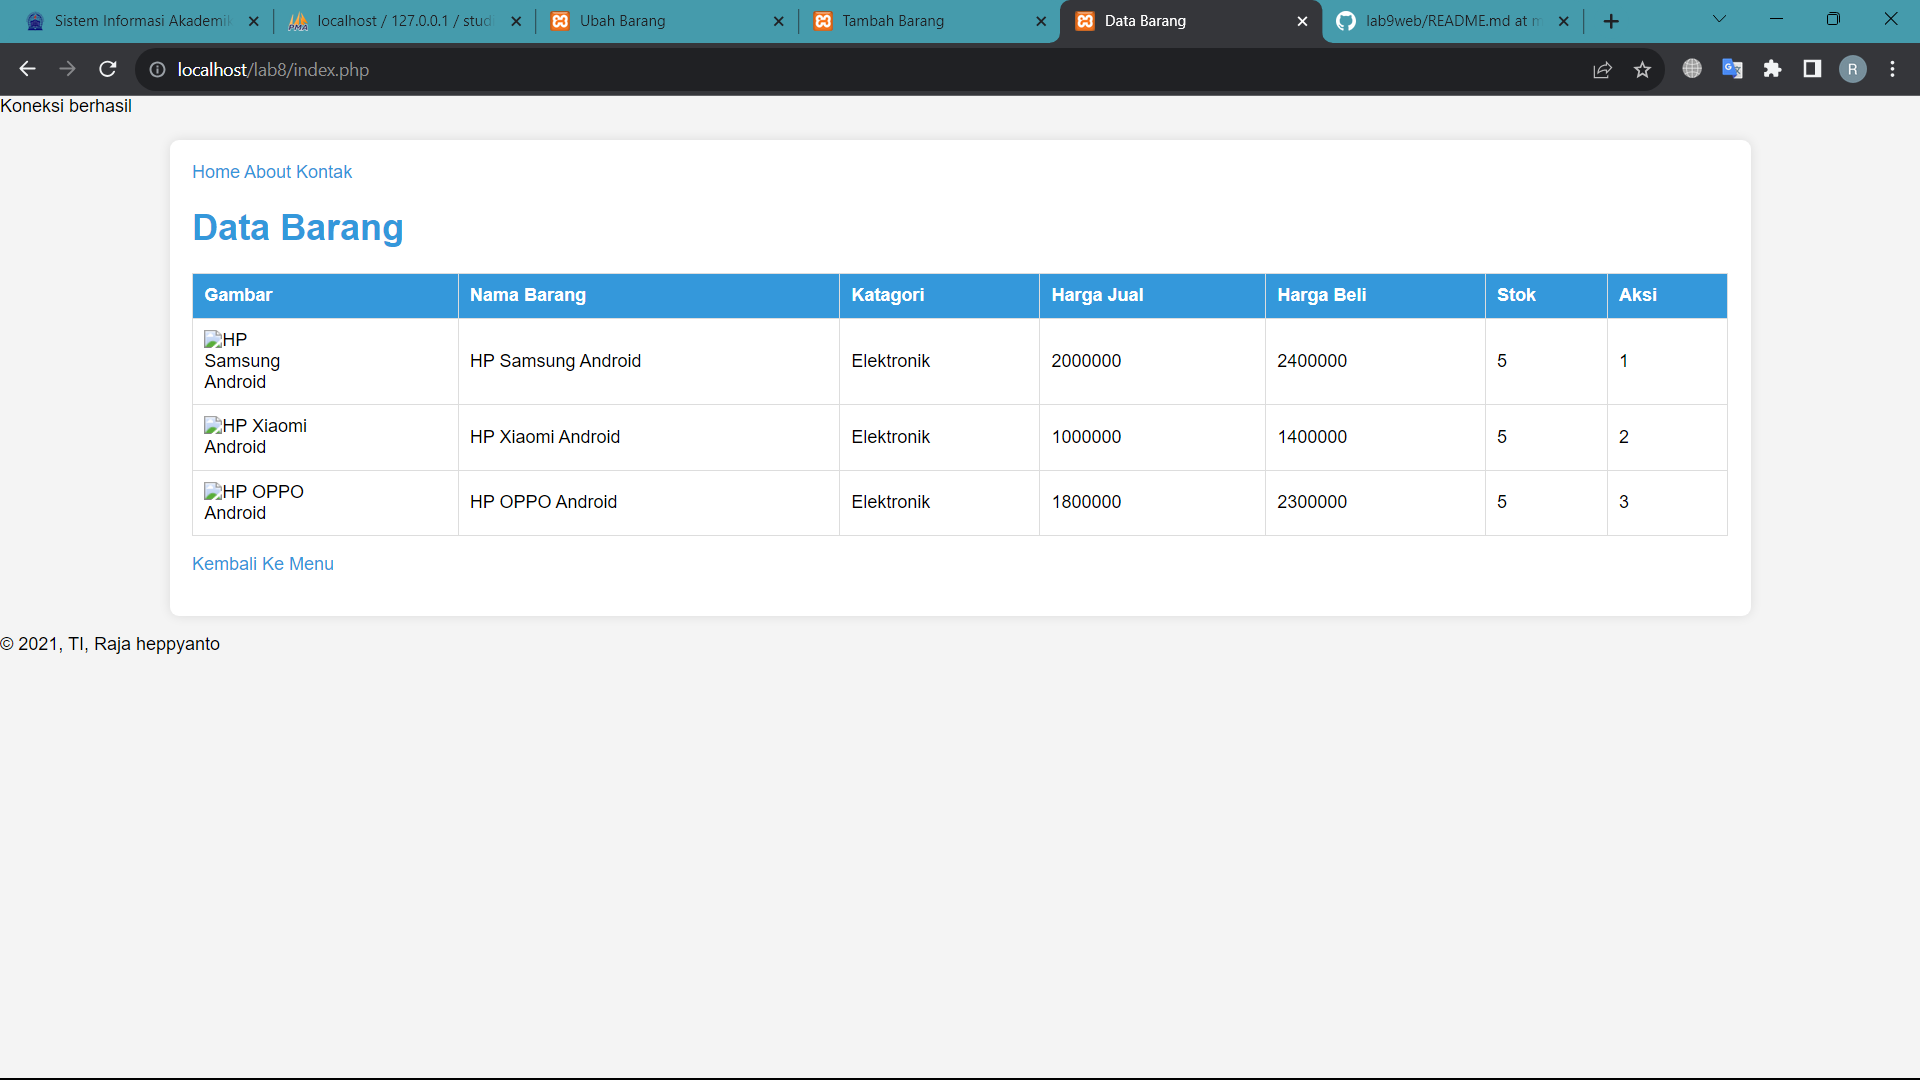 Sistem Informasi Akademik
localhost / 127.0.0.1 / studi
Ubah Barang
Tambah Barang
Data Barang
lab9web/README.md at m
localhost/lab8/index.php
R
Koneksi berhasil
Home About Kontak
Data Barang
Gambar Nama Barang Katagori Harga Jual Harga Beli Stok Aksi
HP
Samsung
Android
HP Samsung Android Elektronik 2000000 2400000 5 1
HP Xiaomi
Android
HP Xiaomi Android Elektronik 1000000 1400000 5 2
HP OPPO
Android
HP OPPO Android Elektronik 1800000 2300000 5 3
Kembali Ke Menu
© 2021, TI, Raja heppyanto